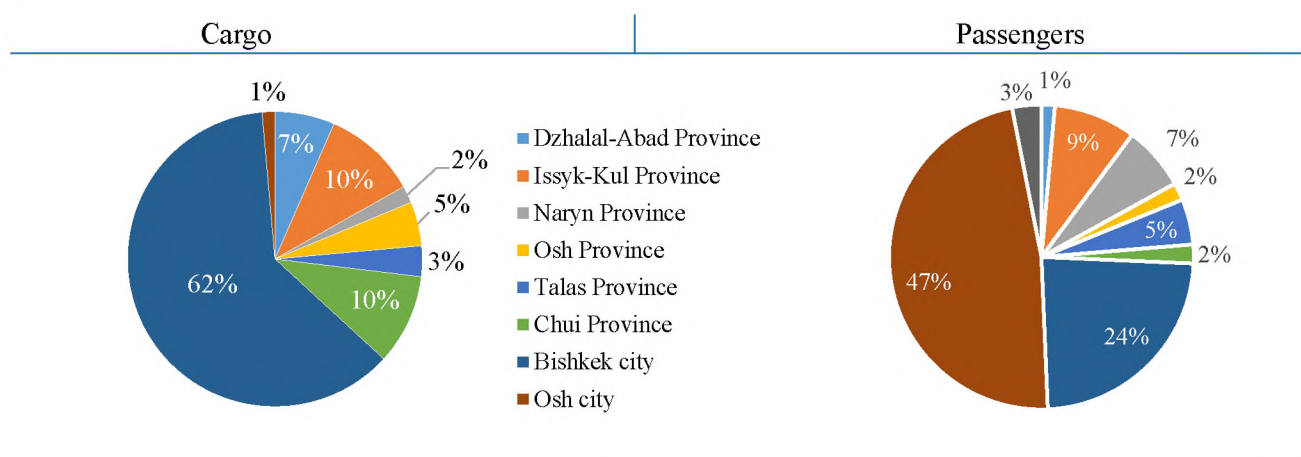 Cargo
Passengers
1%
7%
10%
2%
5%
3%
10%
62%
Dzhalal-Abad Province
Issyk-Kul Province
Naryn Province
Osh Province
Talas Province
Chui Province
Bishkek city
Osh city
3%
1%
9%
7%
2%
5%
2%
24%
47%